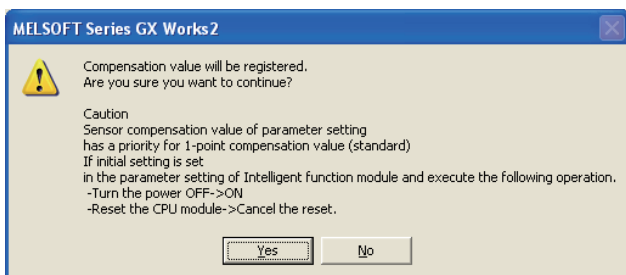 MELSOFT Series GX Works2
Compensation value will be registered.
Are you sure you want to continue?
Caution
Sensor compensation value of parameter setting
has a priority for 1-point compensation value (standard)
If initial setting is set
in the parameter setting of Intelligent function module and execute the following operation.
-Turn the power OFF->ON
-Reset the CPU module->Cancel the reset.
Yes No